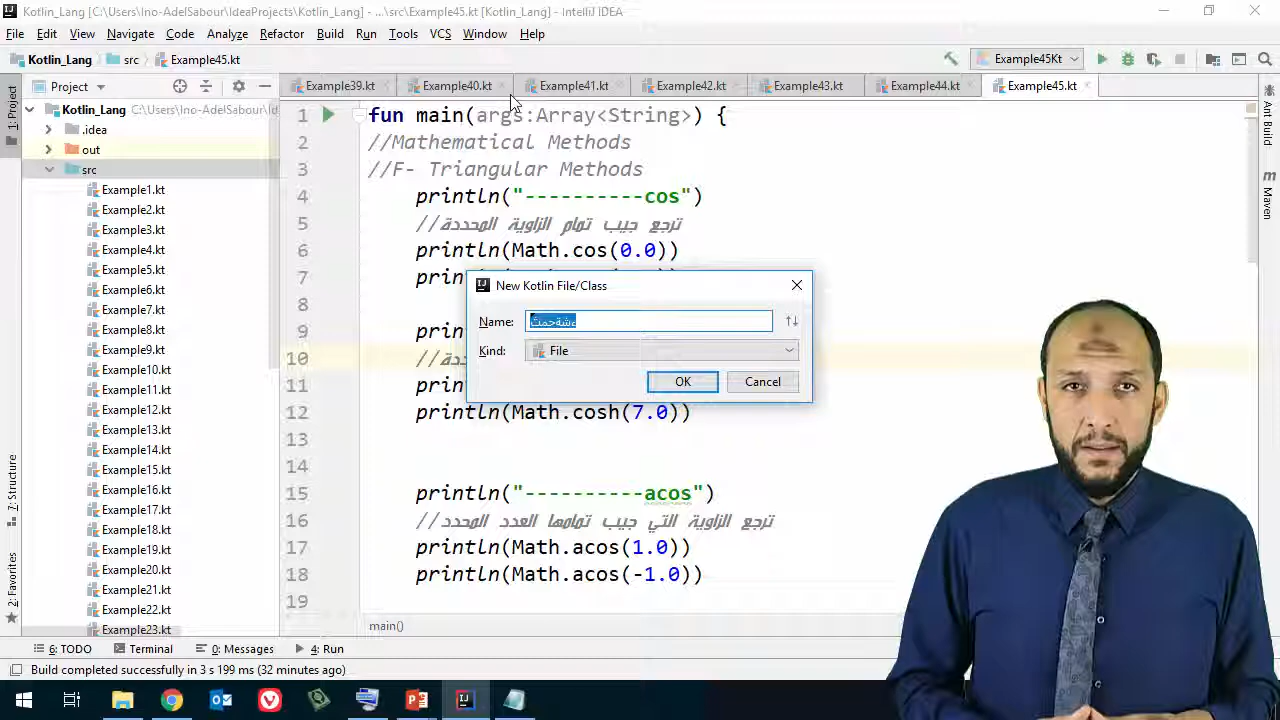 Kotlin_Lang [C:\Users\Ino-AdelSabour\IdeaProjects\Kotlin_Lang] - ...\src\Example45.kt [Kotlin_Lang] - IntelliJ IDEA
File Edit View Navigate Code Analyze Refactor Build Run Tools VCS Window Help
Kotlin_Lang src Example45.kt Example45Kt
1: Project
Project
Example39.kt Example40.kt Example41.kt Example42.kt Example43.kt Example44.kt Example45.kt
Kotlin_Lang C:\Users\Ino-AdelSabour\Idea
.idea
out
src
Example1.kt
Example2.kt
Example3.kt
Example4.kt
Example5.kt
Example6.kt
Example7.kt
Example8.kt
Example9.kt
Example10.kt
Example11.kt
Example12.kt
Example13.kt
Example14.kt
Example15.kt
Example16.kt
Example17.kt
Example18.kt
Example19.kt
Example20.kt
Example21.kt
Example22.kt
Example23.kt
1 fun main(args:Array<String>) {
2 //Mathematical Methods
3 //F- Triangular Methods
4 println("----------cos")
5 //ترجع جيب تمام الزاوية المحددة
6 println(Math.cos(0.0))
7 println
8
9 println
10
11 println
12 println(Math.cosh(7.0))
13
14
15 println("----------acos")
16 //ترجع الزاوية التي جيب تمامها العدد المحدد
17 println(Math.acos(1.0))
18 println(Math.acos(-1.0))
19
main()
New Kotlin File/Class
Name:
Kind: File
OK Cancel
Ant Build
Maven
7: Structure
2: Favorites
6: TODO Terminal 0: Messages 4: Run
Build completed successfully in 3 s 199 ms (32 minutes ago)